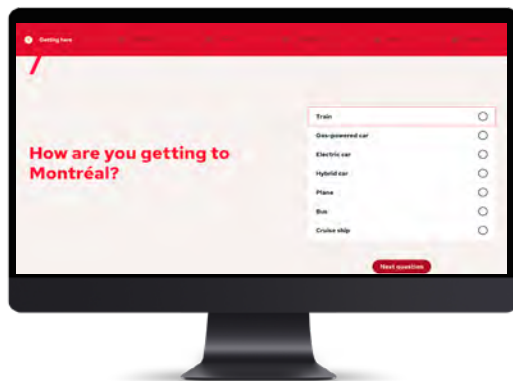 Getting here
How are you getting to
Montréal?
Train
Gas-powered car
Electric car
Hybrid car
Plane
Bus
Cruise ship
Next question